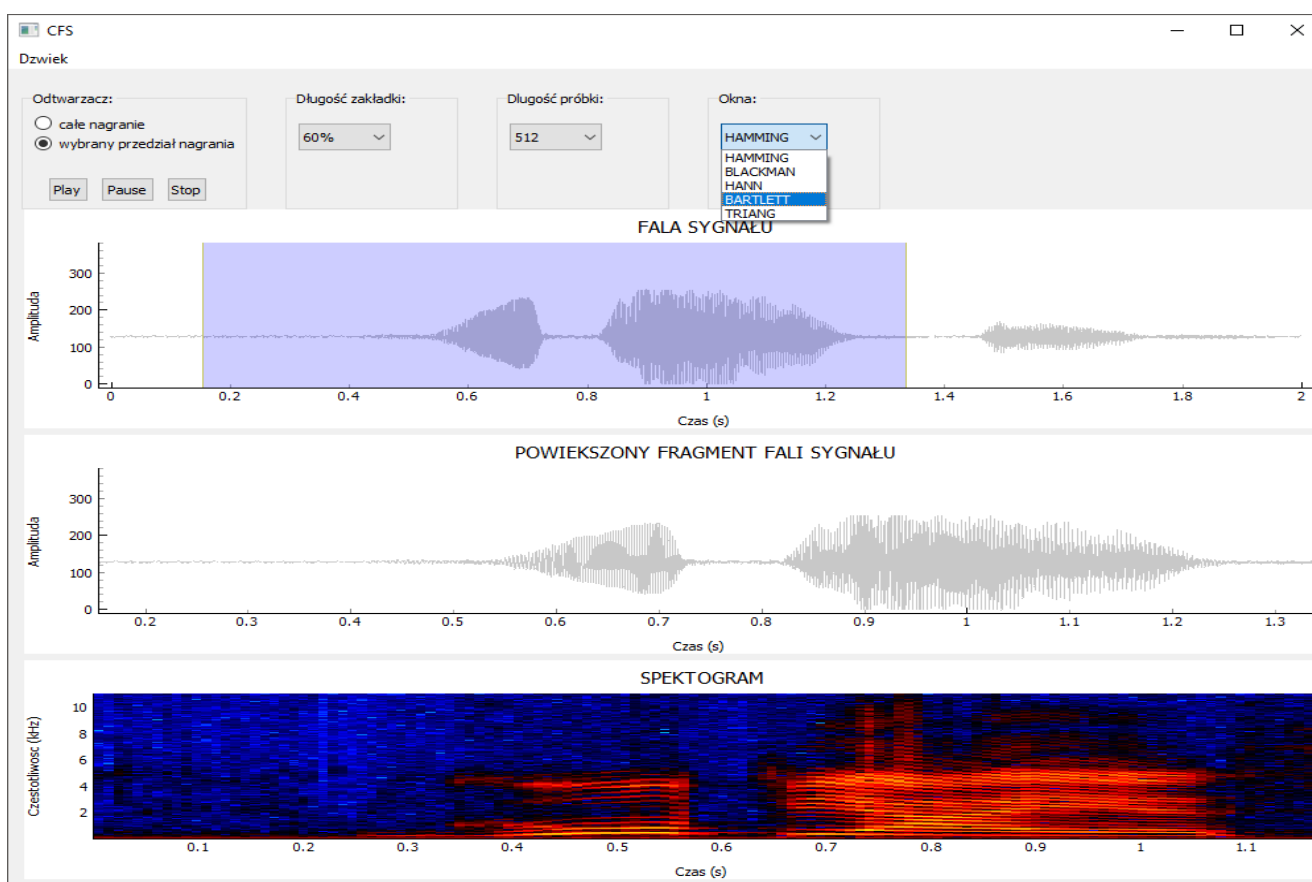 CFS
Dzwiek
Odtwarzacz:
całe nagranie
wybrany przedział nagrania
Play Pause Stop
Długość zakładki:
60%
Dlugość próbki:
512
Okna:
HAMMING
HAMMING
BLACKMAN
HANN
BARTLETT
TRIANG
FALA SYGNAŁU
Amplituda
300
200
100
0
0 0.2 0.4 0.6 0.8 1 1.2 1.4 1.6 1.8 2
Czas (s)
POWIEKSZONY FRAGMENT FALI SYGNAŁU
Amplituda
300
200
100
0
0.2 0.3 0.4 0.5 0.6 0.7 0.8 0.9 1 1.1 1.2 1.3
Czas (s)
SPEKTOGRAM
Czestotliwosc (kHz)
10
8
6
4
2
0.1 0.2 0.3 0.4 0.5 0.6 0.7 0.8 0.9 1 1.1
Czas (s)